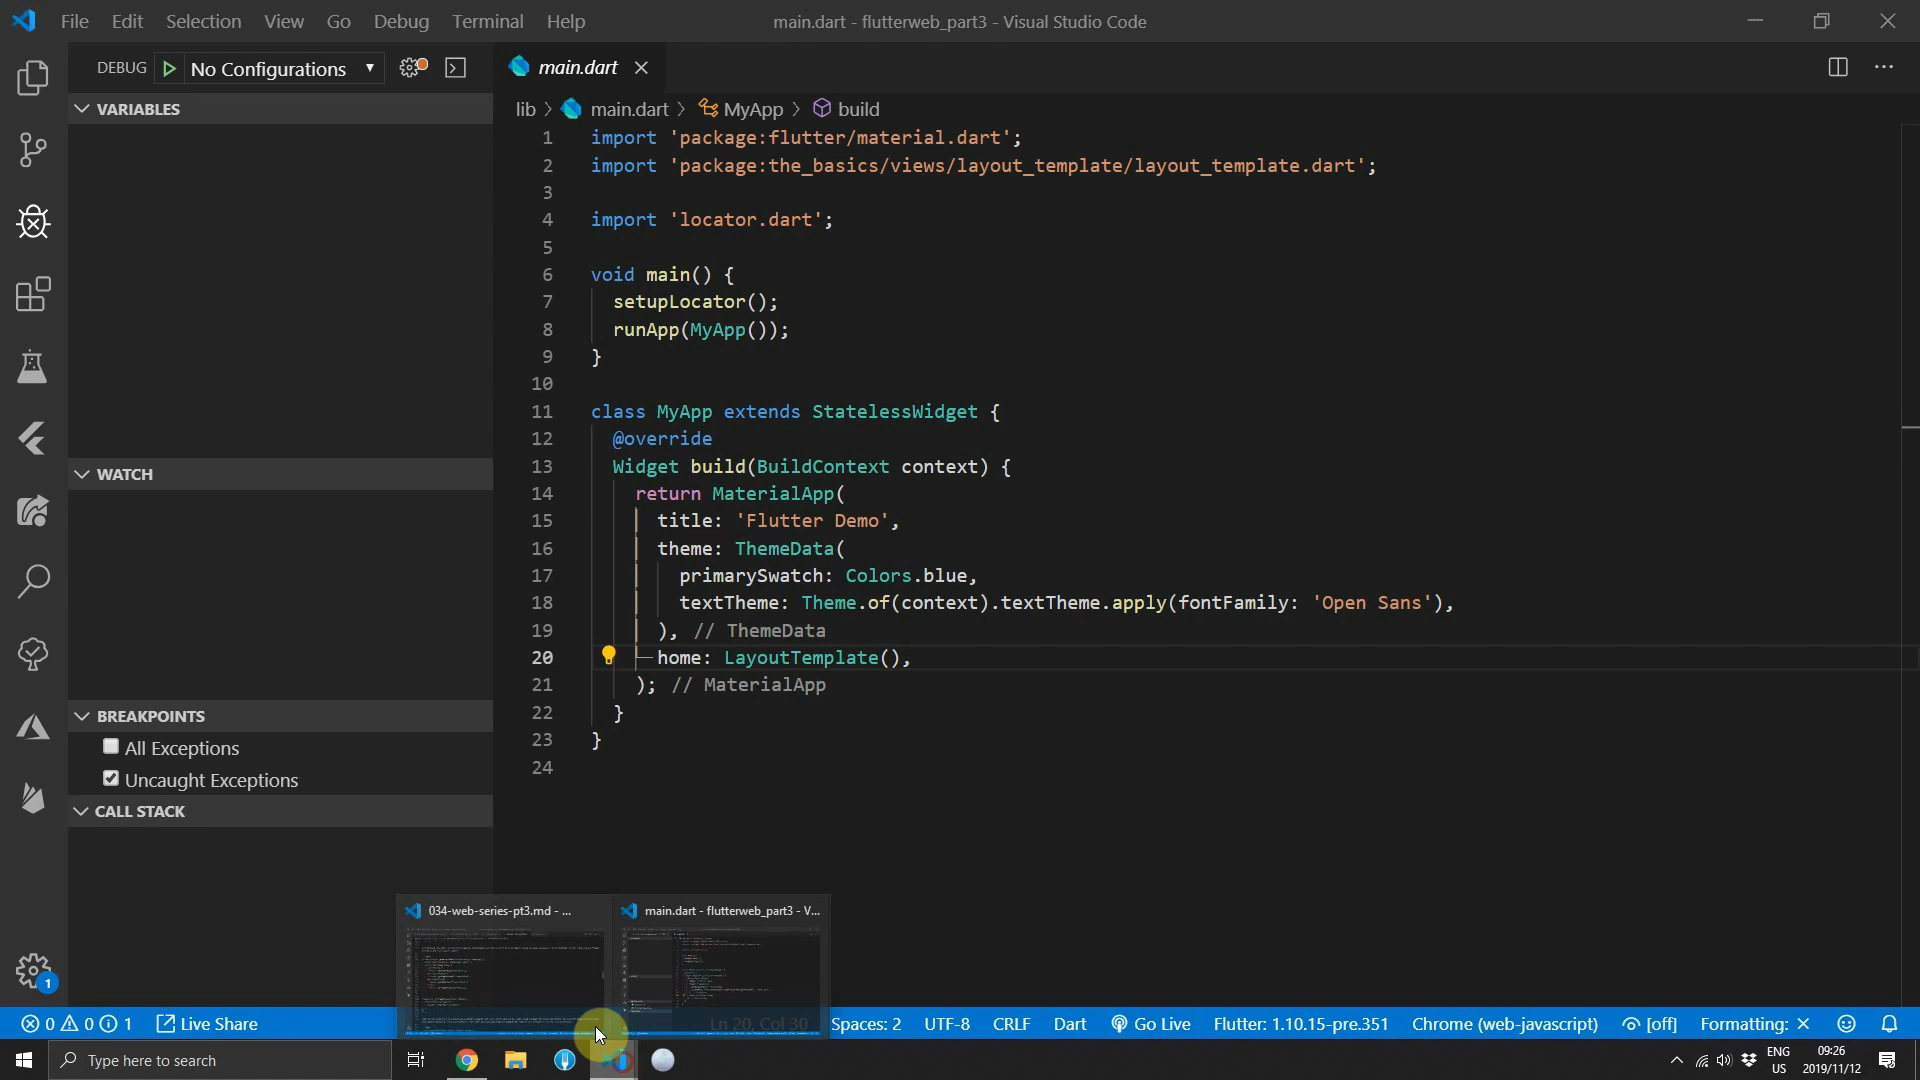 File Edit Selection View Go Debug Terminal Help
main.dart - flutterweb_part3 - Visual Studio Code
DEBUG No Configurations
main.dart
VARIABLES
lib main.dart MyApp build
1 import 'package:flutter/material.dart';
2 import 'package:the_basics/views/layout_template/layout_template.dart';
3
4 import 'locator.dart';
5
6 void main() {
7 setupLocator();
8 runApp(MyApp());
9 }
10
11 class MyApp extends StatelessWidget {
12 @override
13 Widget build(BuildContext context) {
14 return MaterialApp(
15 title: 'Flutter Demo',
16 theme: ThemeData(
17 primarySwatch: Colors.blue,
18 textTheme: Theme.of(context).textTheme.apply(fontFamily: 'Open Sans'),
19 ), // ThemeData
20 home: LayoutTemplate(),
21 ); // MaterialApp
22 }
23 }
24
WATCH
BREAKPOINTS
All Exceptions
Uncaught Exceptions
CALL STACK
034-web-series-pt3.md - ...
main.dart - flutterweb_part3 - V...
1
0 0 1 Live Share
Ln 20, Col 30 Spaces: 2 UTF-8 CRLF Dart Go Live Flutter: 1.10.15-pre.351 Chrome (web-javascript) [off] Formatting: ✕
Type here to search
ENG
US
09:26
2019/11/12